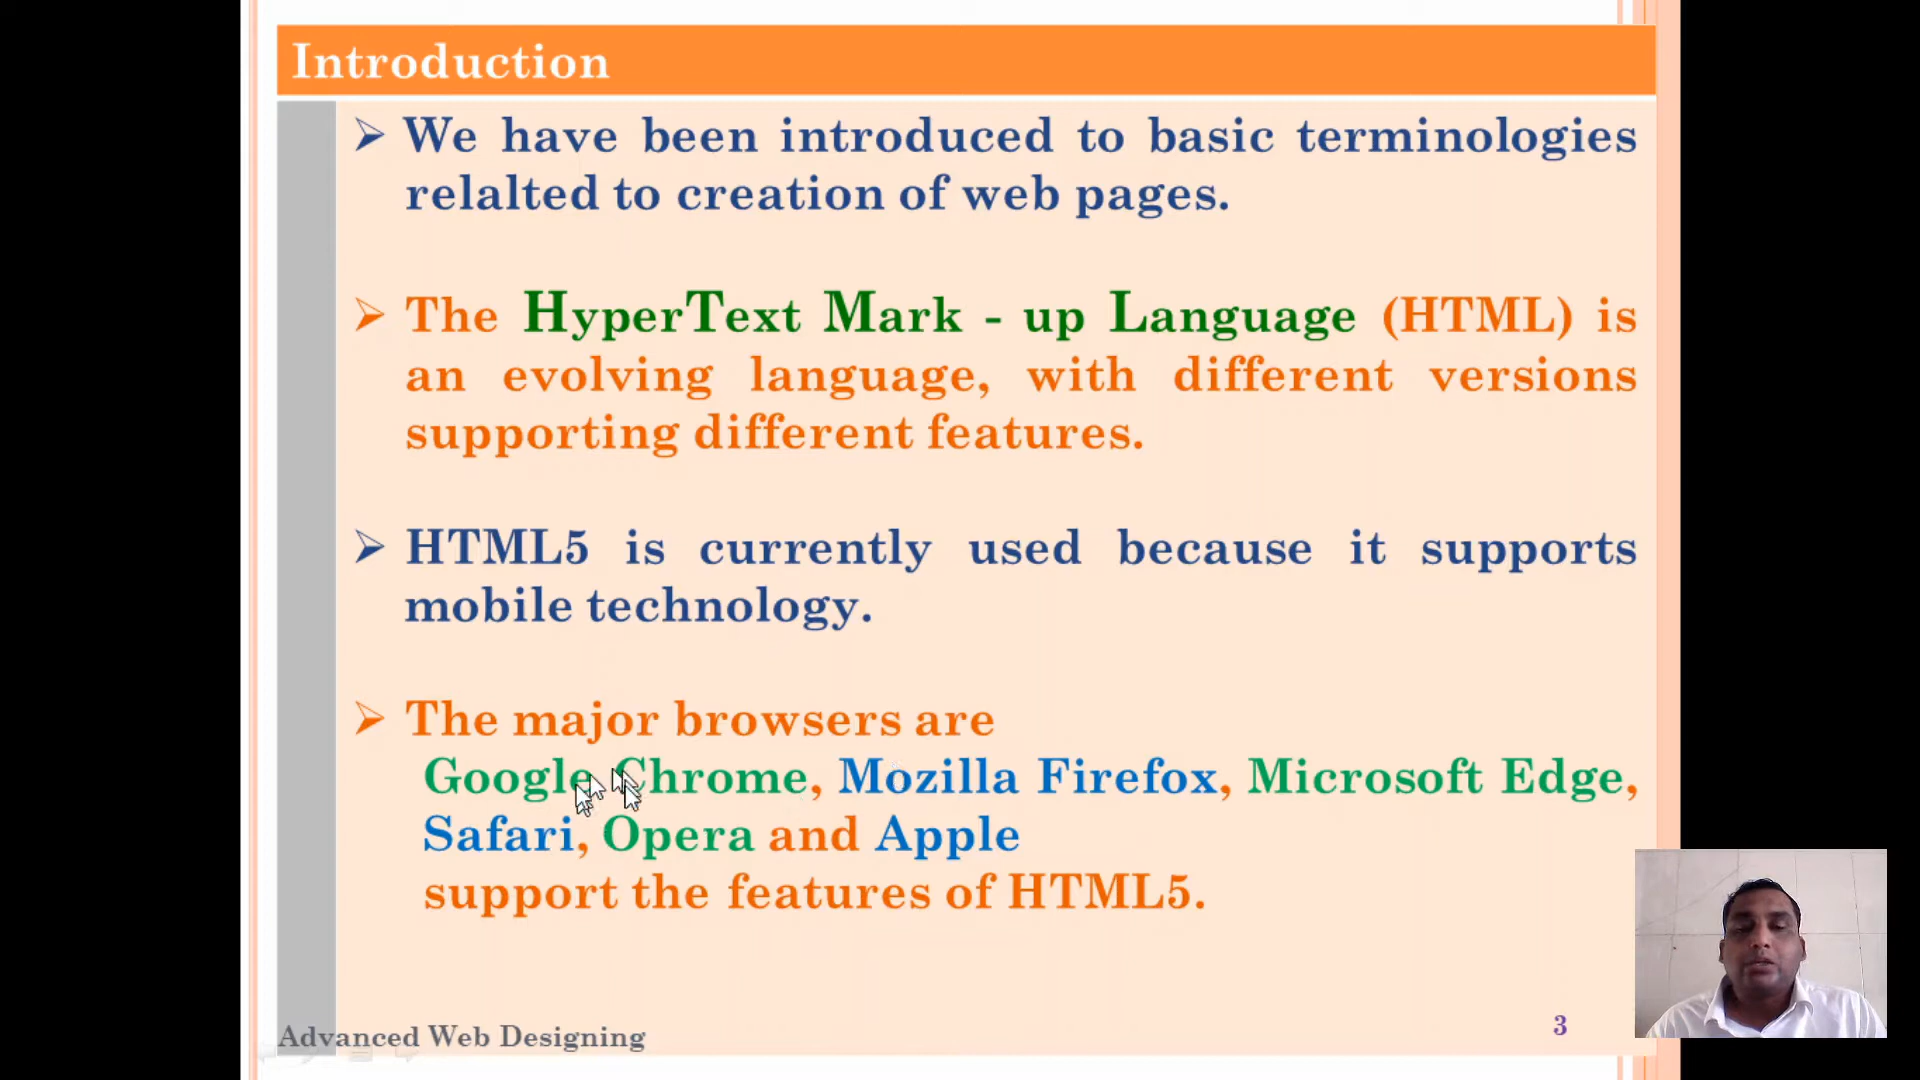 Introduction
➢ We have been introduced to basic terminologies
relalted to creation of web pages.
➢ The HyperText Mark - up Language (HTML) is
an evolving language, with different versions
supporting different features.
➢ HTML5 is currently used because it supports
mobile technology.
➢ The major browsers are
Google Chrome, Mozilla Firefox, Microsoft Edge,
Safari, Opera and Apple
support the features of HTML5.
Advanced Web Designing
3